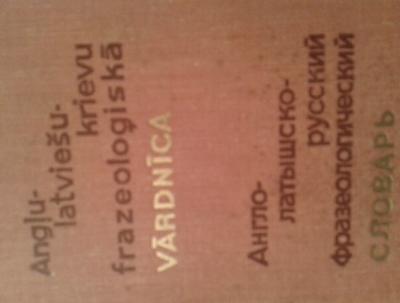 Angļu-
latviešu-
krievu
frazeoloģiskā
VĀRDNĪCA
Англо-
латышско-
русский
фразеологический
СЛОВАРЬ